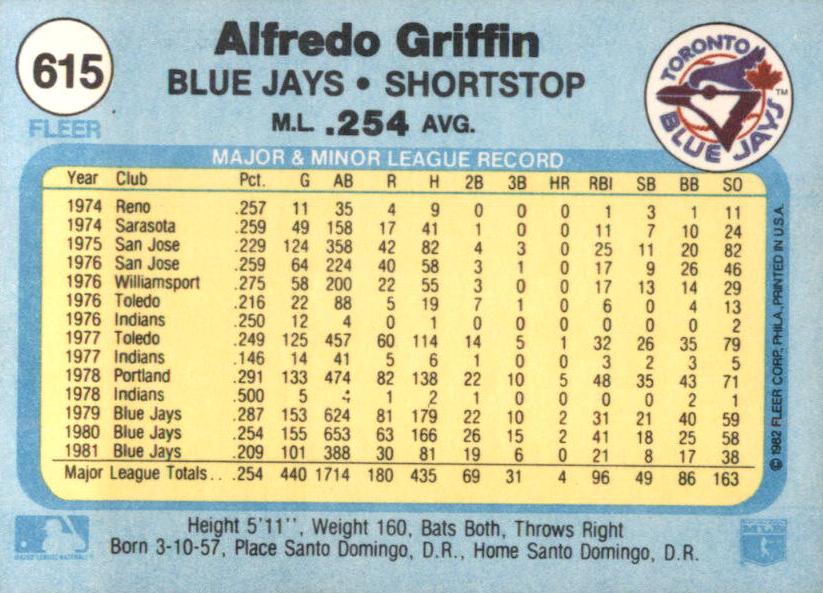 615
FLEER
Alfredo Griffin
BLUE JAYS • SHORTSTOP
M.L. .254 AVG.
TORONTO
BLUE JAYS
TM
MAJOR & MINOR LEAGUE RECORD
Year Club Pct. G AB R H 2B 3B HR RBI SB BB SO
1974 Reno .257 11 35 4 9 0 0 0 1 3 1 11
1974 Sarasota .259 49 158 17 41 1 0 0 11 7 10 24
1975 San Jose .229 124 358 42 82 4 3 0 25 11 20 82
1976 San Jose .259 64 224 40 58 3 1 0 17 9 26 46
1976 Williamsport .275 58 200 22 55 3 0 0 17 13 14 29
1976 Toledo .216 22 88 5 19 7 1 0 6 0 4 13
1976 Indians .250 12 4 0 1 0 0 0 0 0 0 2
1977 Toledo .249 125 457 60 114 14 5 1 32 26 35 79
1977 Indians .146 14 41 5 6 1 0 0 3 2 3 5
1978 Portland .291 133 474 82 138 22 10 5 48 35 43 71
1978 Indians .500 5 1 2 1 0 0 0 0 2 1
1979 Blue Jays .287 153 624 81 179 22 10 2 31 21 40 59
1980 Blue Jays .254 155 653 63 166 26 15 2 41 18 25 58
1981 Blue Jays .209 101 388 30 81 19 6 0 21 8 17 38
Major League Totals . . .254 440 1714 180 435 69 31 4 96 49 86 163
© 1982 FLEER CORP. PHILA. PRINTED IN U.S.A.
Height 5'11'', Weight 160, Bats Both, Throws Right
Born 3-10-57, Place Santo Domingo, D.R., Home Santo Domingo, D.R.